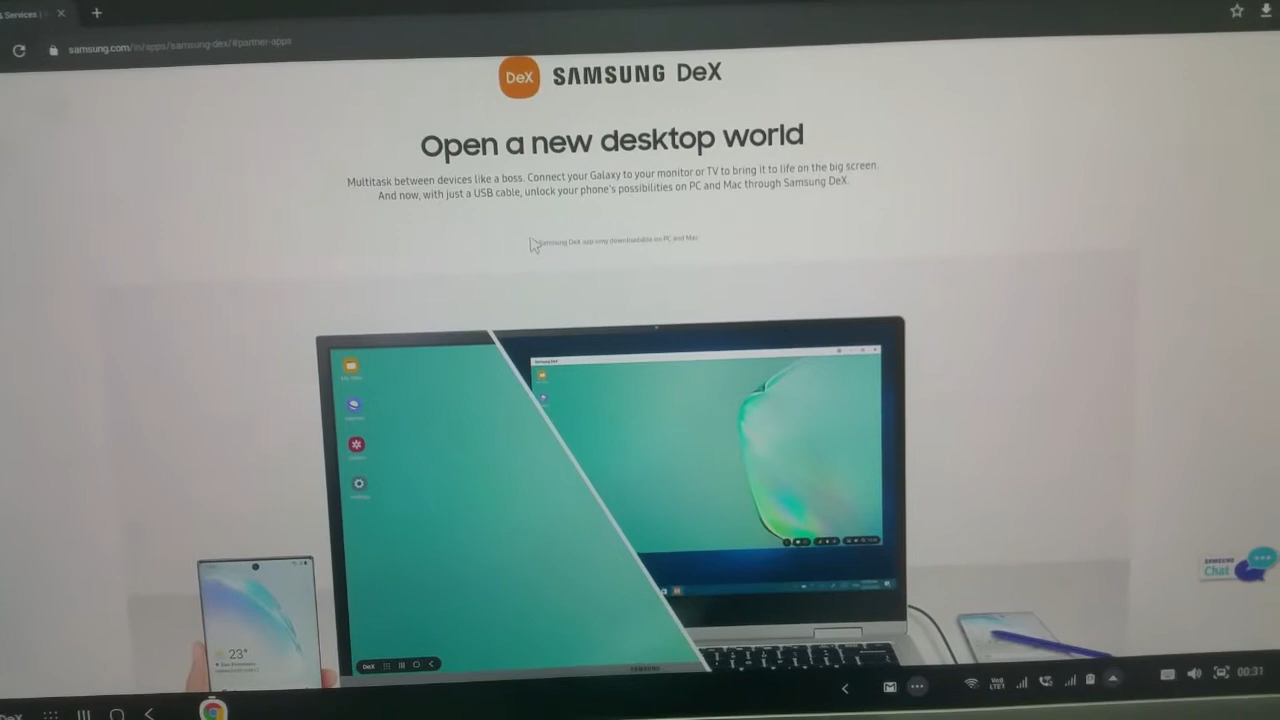 Services |
samsung.com/in/apps/samsung-dex/#partner-apps
DeX SAMSUNG DeX
Open a new desktop world
Multitask between devices like a boss. Connect your Galaxy to your monitor or TV to bring it to life on the big screen.
And now, with just a USB cable, unlock your phone's possibilities on PC and Mac through Samsung DeX.
Samsung DeX app only downloadable on PC and Mac
Samsung DeX
23°
SAMSUNG
Chat
DeX
SAMSUNG
DeX
LTE1
00:31